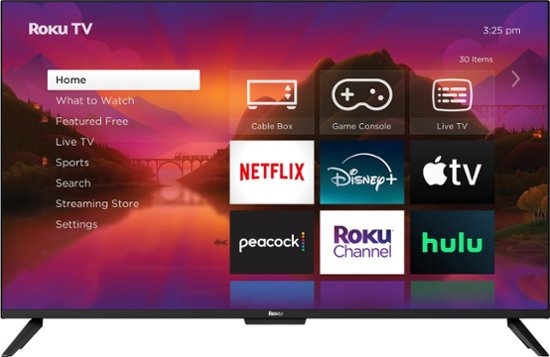 Roku TV
3:25 pm
30 Items
Home
What to Watch
Featured Free
Live TV
Sports
Search
Streaming Store
Settings
Cable Box
Game Console
Live TV
NETFLIX
Disney+
tv
peacock
Roku
Channel
hulu
Roku